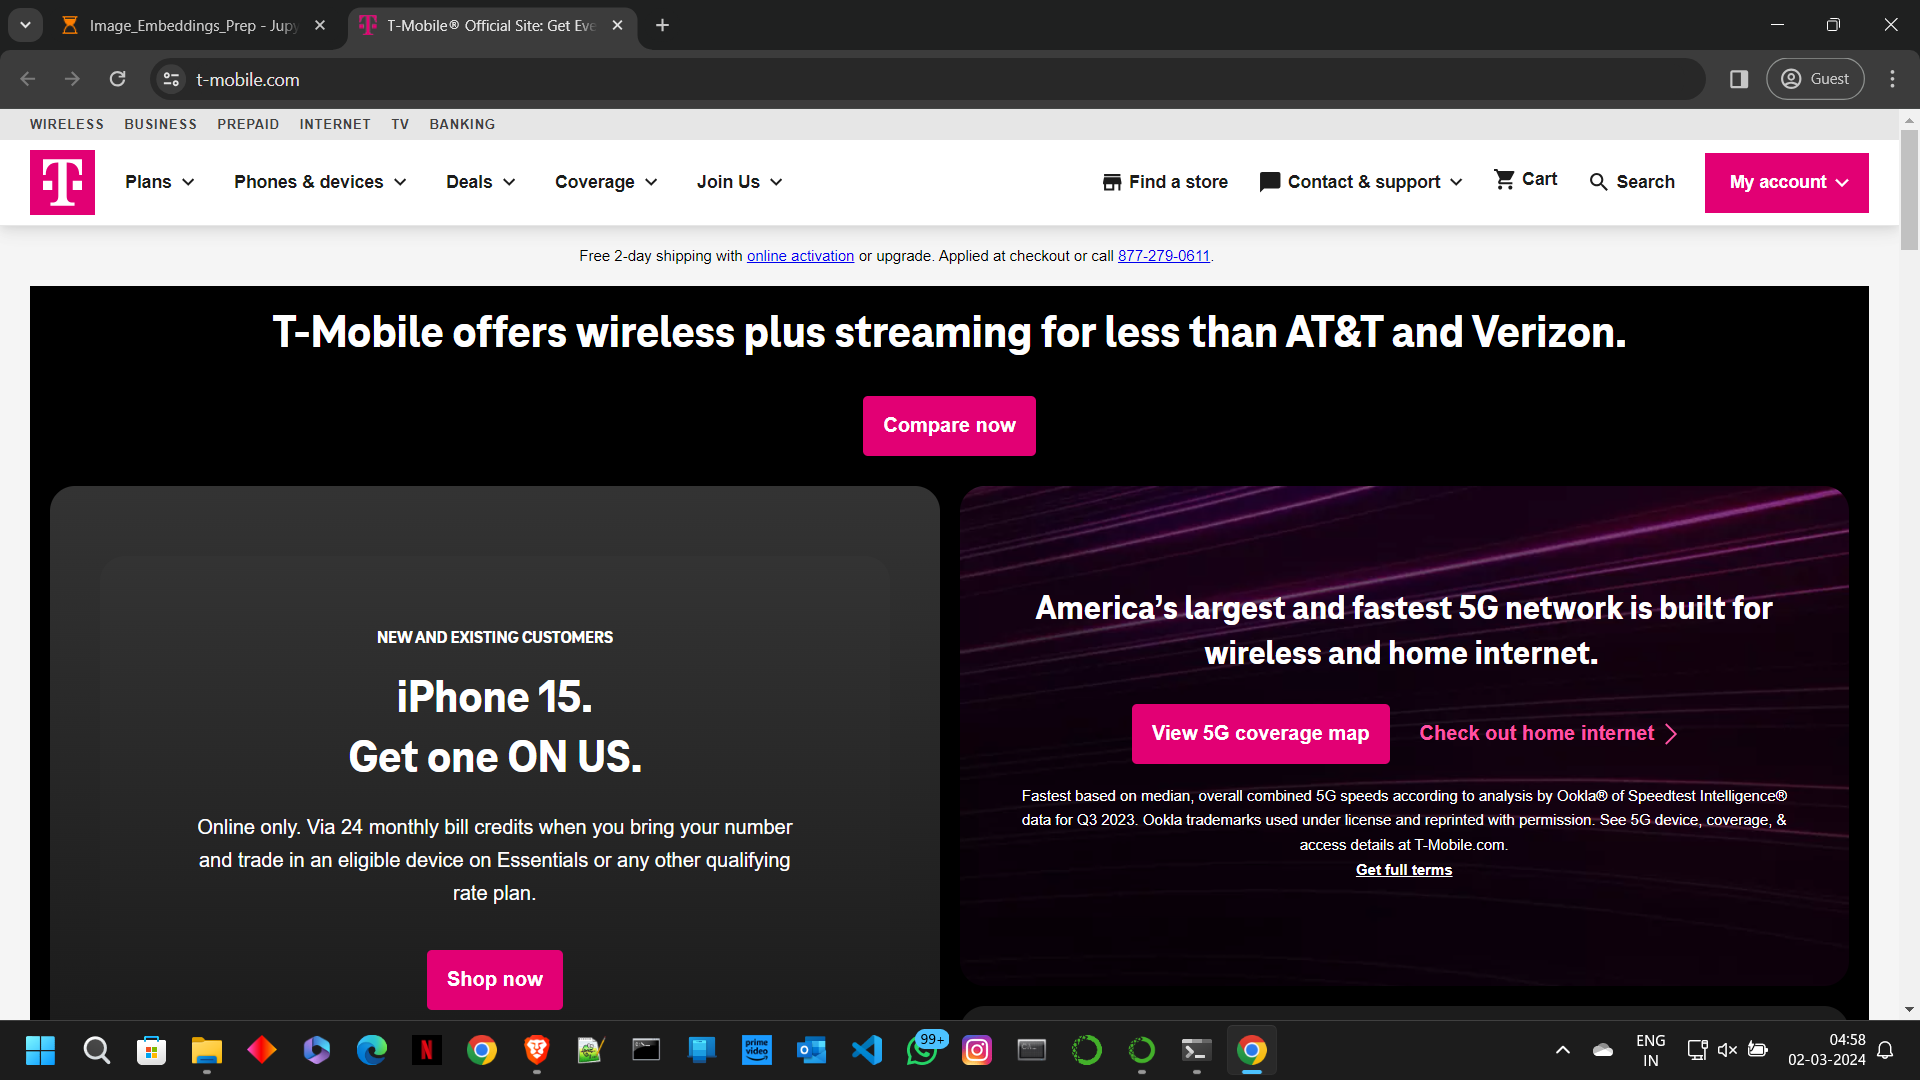 Image_Embeddings_Prep - Jupy
T-Mobile® Official Site: Get Eve
t-mobile.com
Guest
WIRELESS BUSINESS PREPAID INTERNET TV BANKING
T
Plans
Phones & devices
Deals
Coverage
Join Us
Find a store
Contact & support
Cart
Search
My account
Free 2-day shipping with online activation or upgrade. Applied at checkout or call 877-279-0611.
T-Mobile offers wireless plus streaming for less than AT&T and Verizon.
Compare now
NEW AND EXISTING CUSTOMERS
iPhone 15.
Get one ON US.
Online only. Via 24 monthly bill credits when you bring your number
and trade in an eligible device on Essentials or any other qualifying
rate plan.
Shop now
America's largest and fastest 5G network is built for
wireless and home internet.
View 5G coverage map
Check out home internet
Fastest based on median, overall combined 5G speeds according to analysis by Ookla® of Speedtest Intelligence®
data for Q3 2023. Ookla trademarks used under license and reprinted with permission. See 5G device, coverage, &
access details at T-Mobile.com.
Get full terms
N
prime
video
99+
ENG
IN
04:58
02-03-2024